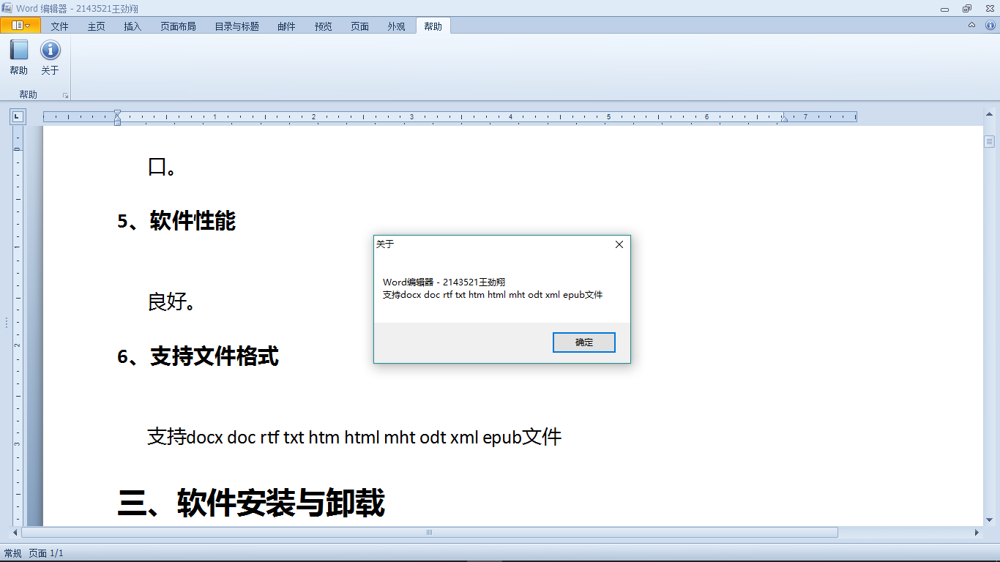 Word 编辑器 - 2143521王劲翔
文件 主页 插入 页面布局 目录与标题 邮件 预览 页面 外观 帮助
帮助 关于
帮助
1 2 3 4 5 6 7
口。
5、软件性能
良好。
6、支持文件格式
支持docx doc rtf txt htm html mht odt xml epub文件
三、软件安装与卸载
0
1
2
3
关于
Word编辑器 - 2143521王劲翔
支持docx doc rtf txt htm html mht odt xml epub文件
确定
常规 页面 1/1